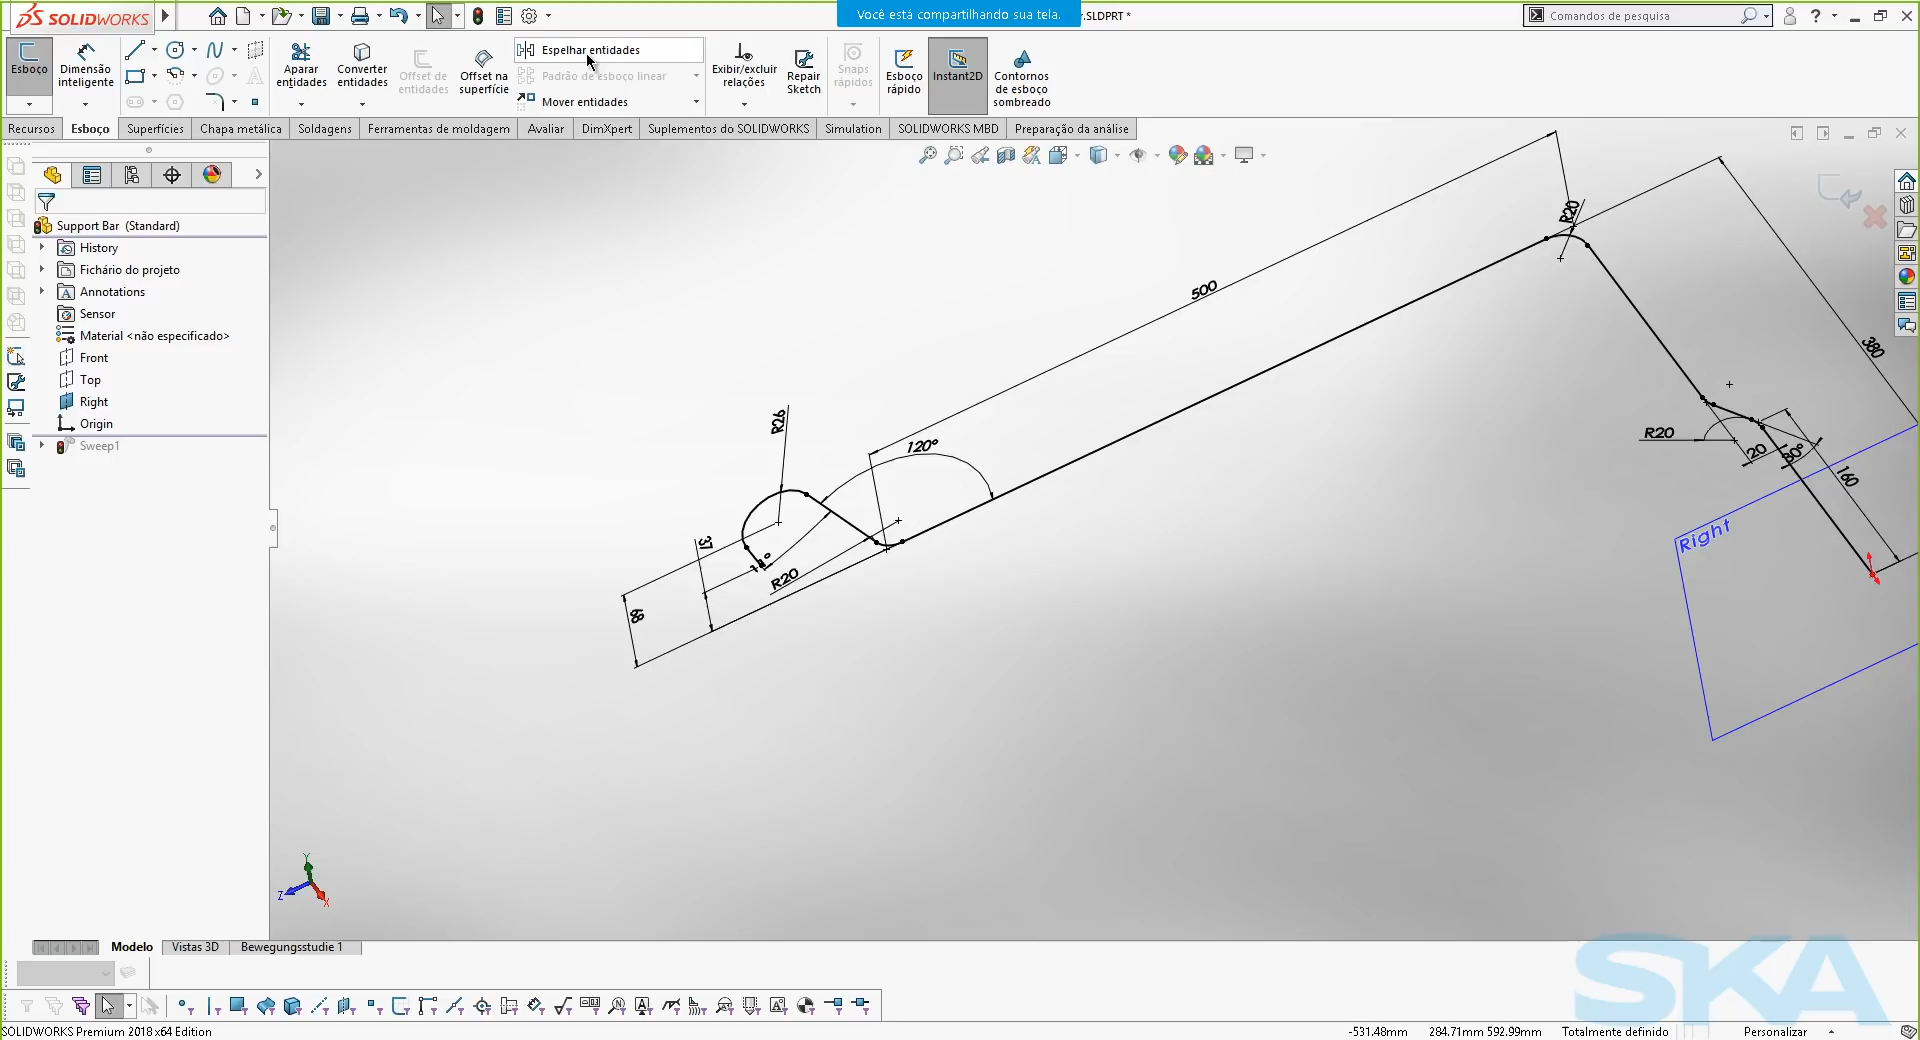 SOLIDWORKS
Você está compartilhando sua tela.
r.SLDPRT *
Comandos de pesquisa
Esboço
Dimensão inteligente
Aparar entidades
Converter entidades
Offset de entidades
Offset na superfície
Espelhar entidades
Padrão de esboço linear
Mover entidades
Exibir/excluir relações
Repair Sketch
Snaps rápidos
Esboço rápido
Instant2D
Contornos de esboço sombreado
Recursos
Esboço
Superfícies
Chapa metálica
Soldagens
Ferramentas de moldagem
Avaliar
DimXpert
Suplementos do SOLIDWORKS
Simulation
SOLIDWORKS MBD
Preparação da análise
Support Bar (Standard)
History
Fichário do projeto
Annotations
Sensor
Material <não especificado>
Front
Top
Right
Origin
Sweep1
R20
500
380
R26
120°
R20
20
160
Right
37
R20
68
Y
Z
X
Modelo
Vistas 3D
Bewegungsstudie 1
SKA
SOLIDWORKS Premium 2018 x64 Edition
-531.48mm
284.71mm 592.99mm
Totalmente definido
Personalizar